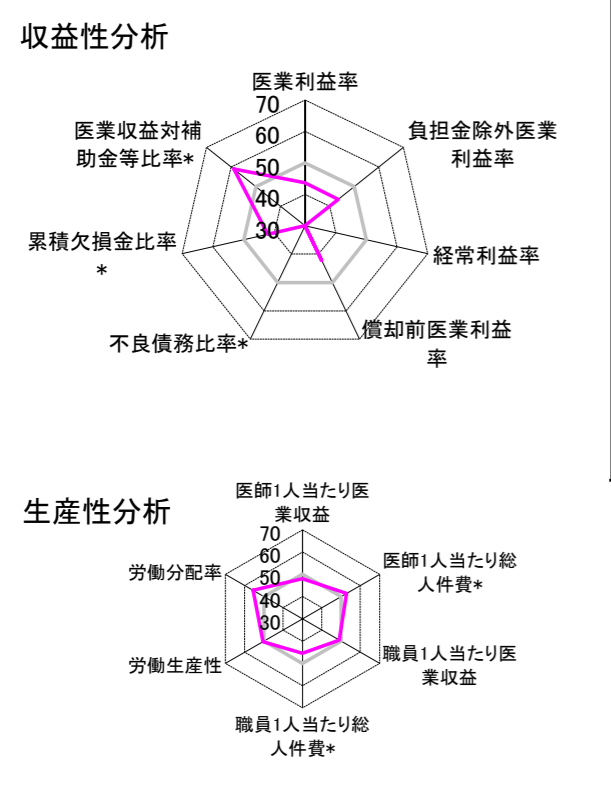 収益性分析
医業利益率
70
60
50
40
30
負担金除外医業
利益率
経常利益率
償却前医業利益
率
不良債務比率*
累積欠損金比率
*
医業収益対補
助金等比率*
生産性分析
医師1人当たり医
業収益
70
60
50
40
30
医師1人当たり総
人件費*
職員1人当たり医
業収益
職員1人当たり総
人件費*
労働生産性
労働分配率